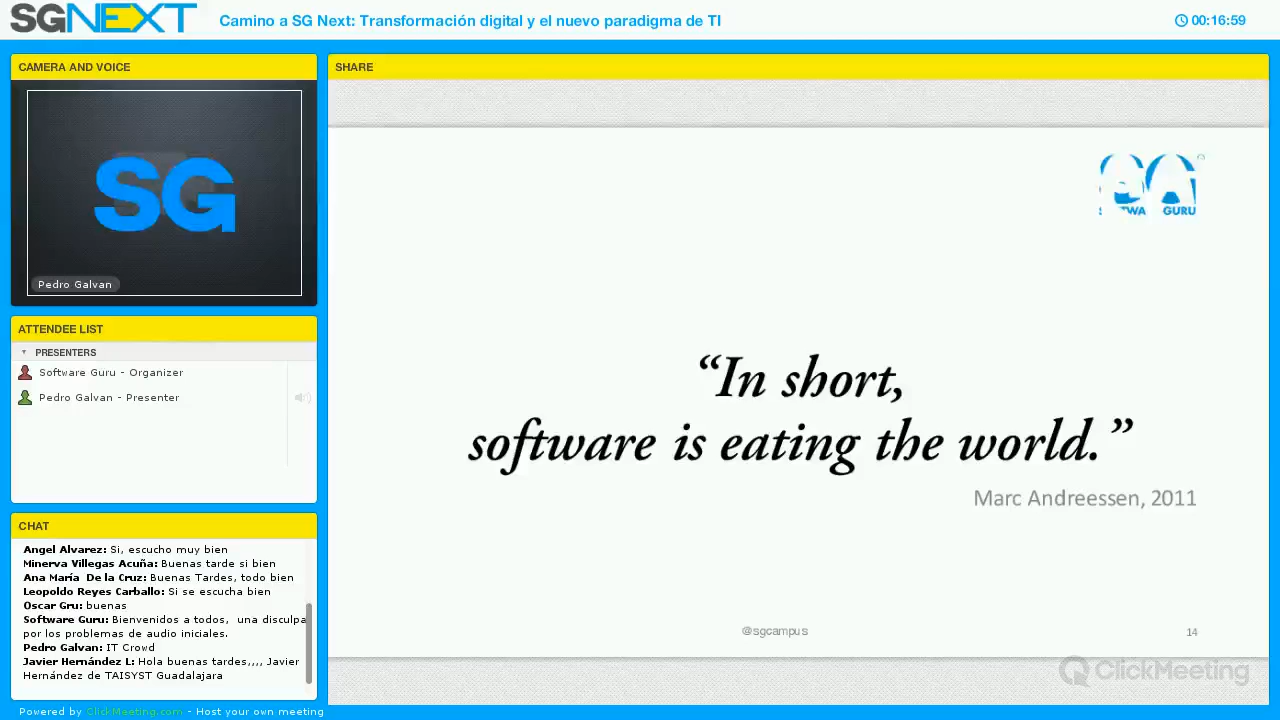 SGNEXT
Camino a SG Next: Transformación digital y el nuevo paradigma de TI
00:16:59
CAMERA AND VOICE
SG
Pedro Galvan
ATTENDEE LIST
PRESENTERS
Software Guru - Organizer
Pedro Galvan - Presenter
CHAT
Angel Alvarez: Si, escucho muy bien
Minerva Villegas Acuña: Buenas tarde si bien
Ana María De la Cruz: Buenas Tardes, todo bien
Leopoldo Reyes Carballo: Si se escucha bien
Oscar Gru: buenas
Software Guru: Bienvenidos a todos, una disculpa
por los problemas de audio iniciales.
Pedro Galvan: IT Crowd
Javier Hernández L: Hola buenas tardes,,,, Javier
Hernández de TAISYST Guadalajara
Powered by ClickMeeting.com - Host your own meeting
SHARE
GURU
“In short,
software is eating the world.”
Marc Andreessen, 2011
@sgcampus
14
ClickMeeting